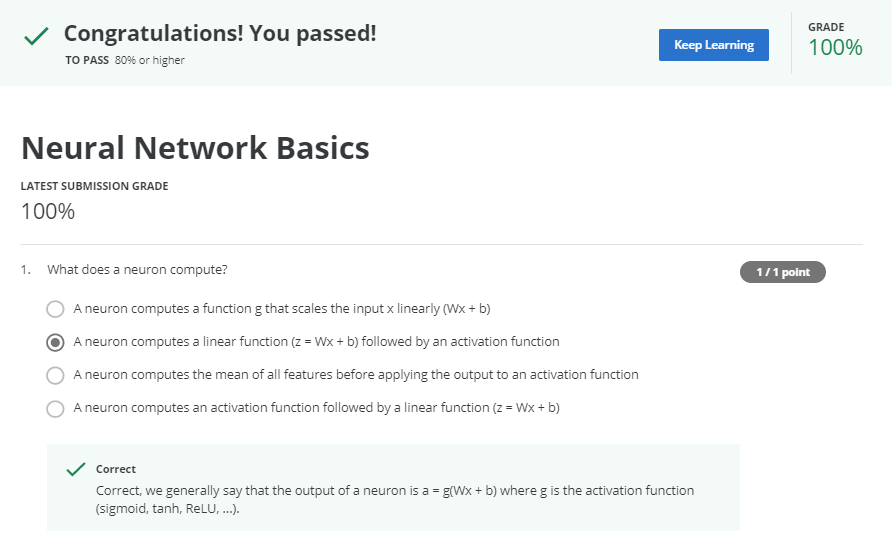 Congratulations! You passed!
TO PASS 80% or higher
Keep Learning
GRADE
100%
Neural Network Basics
LATEST SUBMISSION GRADE
100%
1. What does a neuron compute?
1 / 1 point
A neuron computes a function g that scales the input x linearly (Wx + b)
A neuron computes a linear function (z = Wx + b) followed by an activation function
A neuron computes the mean of all features before applying the output to an activation function
A neuron computes an activation function followed by a linear function (z = Wx + b)
Correct
Correct, we generally say that the output of a neuron is a = g(Wx + b) where g is the activation function
(sigmoid, tanh, ReLU, ...).